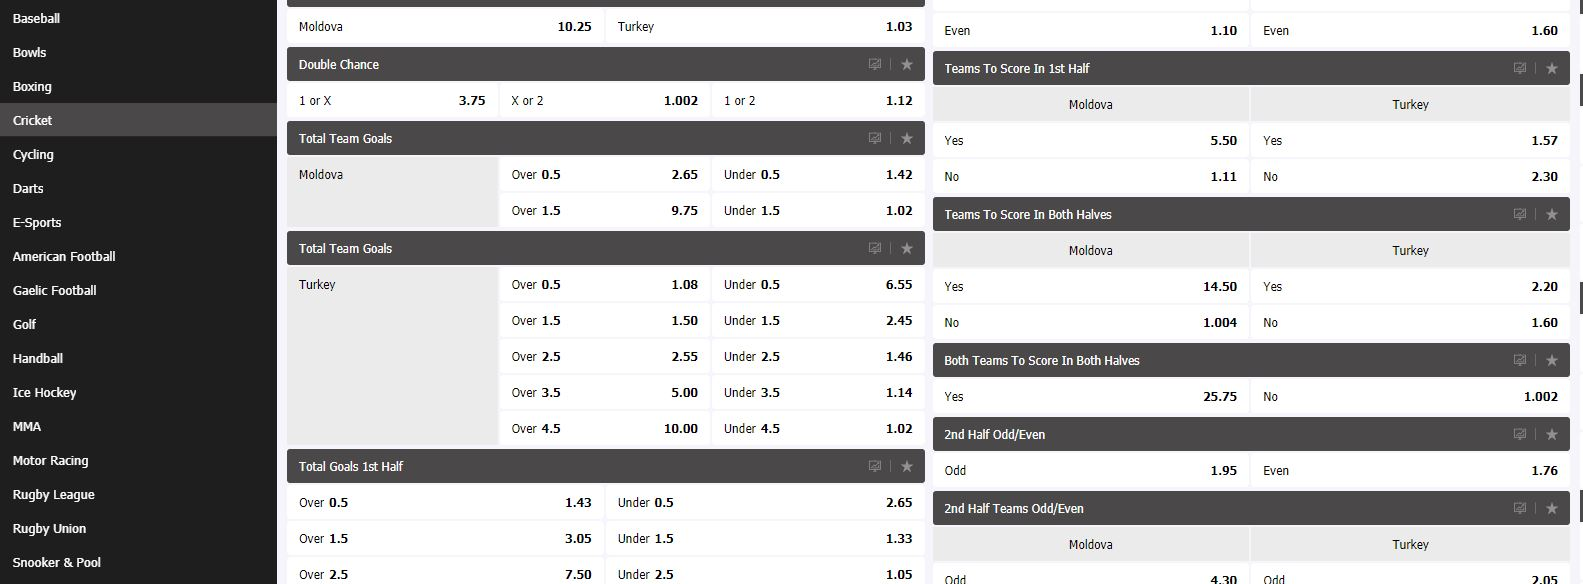 Baseball
Bowls
Boxing
Cricket
Cycling
Darts
E-Sports
American Football
Gaelic Football
Golf
Handball
Ice Hockey
MMA
Motor Racing
Rugby League
Rugby Union
Snooker & Pool
Moldova 10.25 Turkey 1.03
Double Chance
1 or X 3.75 X or 2 1.002 1 or 2 1.12
Total Team Goals
Moldova Over 0.5 2.65 Under 0.5 1.42
Over 1.5 9.75 Under 1.5 1.02
Total Team Goals
Turkey Over 0.5 1.08 Under 0.5 6.55
Over 1.5 1.50 Under 1.5 2.45
Over 2.5 2.55 Under 2.5 1.46
Over 3.5 5.00 Under 3.5 1.14
Over 4.5 10.00 Under 4.5 1.02
Total Goals 1st Half
Over 0.5 1.43 Under 0.5 2.65
Over 1.5 3.05 Under 1.5 1.33
Over 2.5 7.50 Under 2.5 1.05
Even 1.10 Even 1.60
Teams To Score In 1st Half
Moldova Turkey
Yes 5.50 Yes 1.57
No 1.11 No 2.30
Teams To Score In Both Halves
Moldova Turkey
Yes 14.50 Yes 2.20
No 1.004 No 1.60
Both Teams To Score In Both Halves
Yes 25.75 No 1.002
2nd Half Odd/Even
Odd 1.95 Even 1.76
2nd Half Teams Odd/Even
Moldova Turkey
Odd 4.30 Odd 2.05